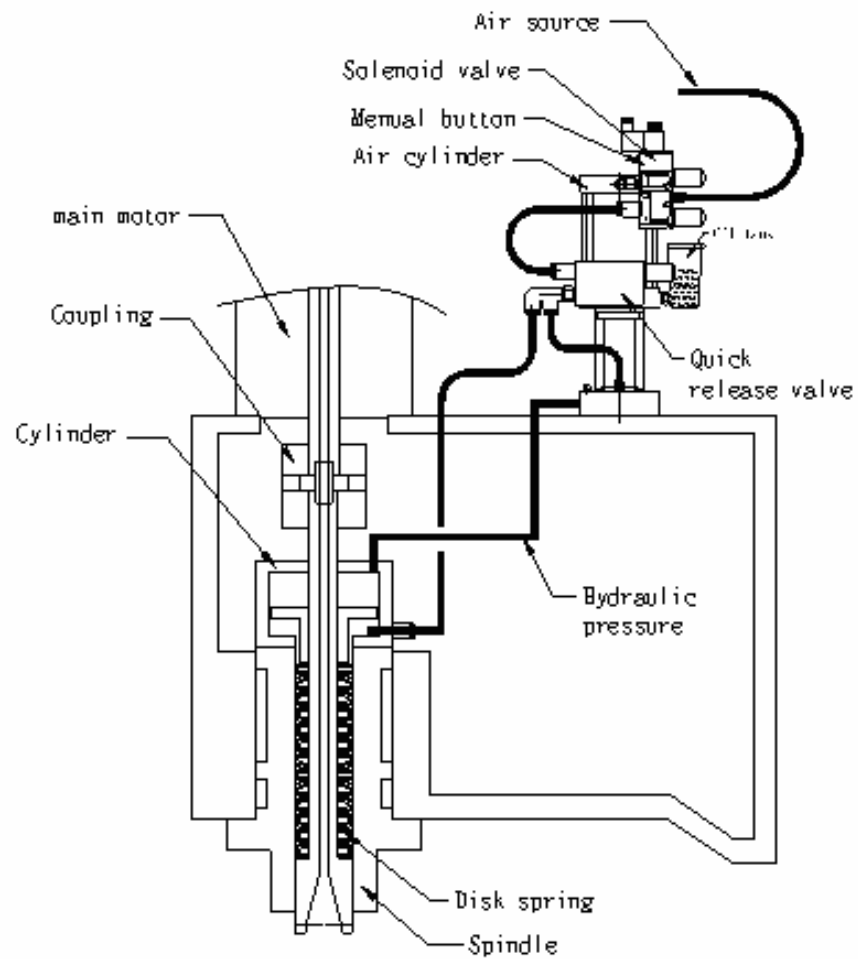 Air source
Solenoid valve
Menual button
Air cylinder
main motor
Coupling
Quick
release valve
Cylinder
Bydraulic
pressure
Disk spring
Spindle